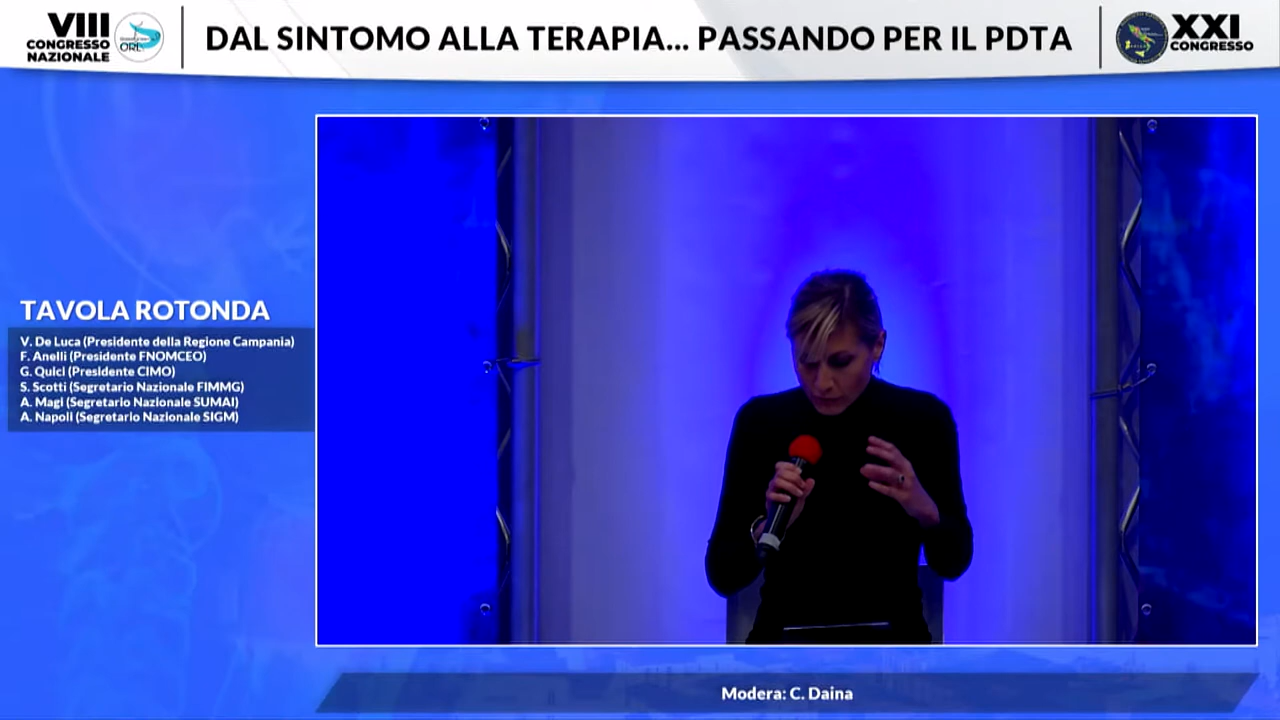 VIII
CONGRESSO
NAZIONALE
ORL
DAL SINTOMO ALLA TERAPIA... PASSANDO PER IL PDTA
XXI
CONGRESSO
TAVOLA ROTONDA
V. De Luca (Presidente della Regione Campania)
F. Anelli (Presidente FNOMCEO)
G. Quici (Presidente CIMO)
S. Scotti (Segretario Nazionale FIMMG)
A. Magi (Segretario Nazionale SUMAI)
A. Napoli (Segretario Nazionale SIGM)
Modera: C. Daina